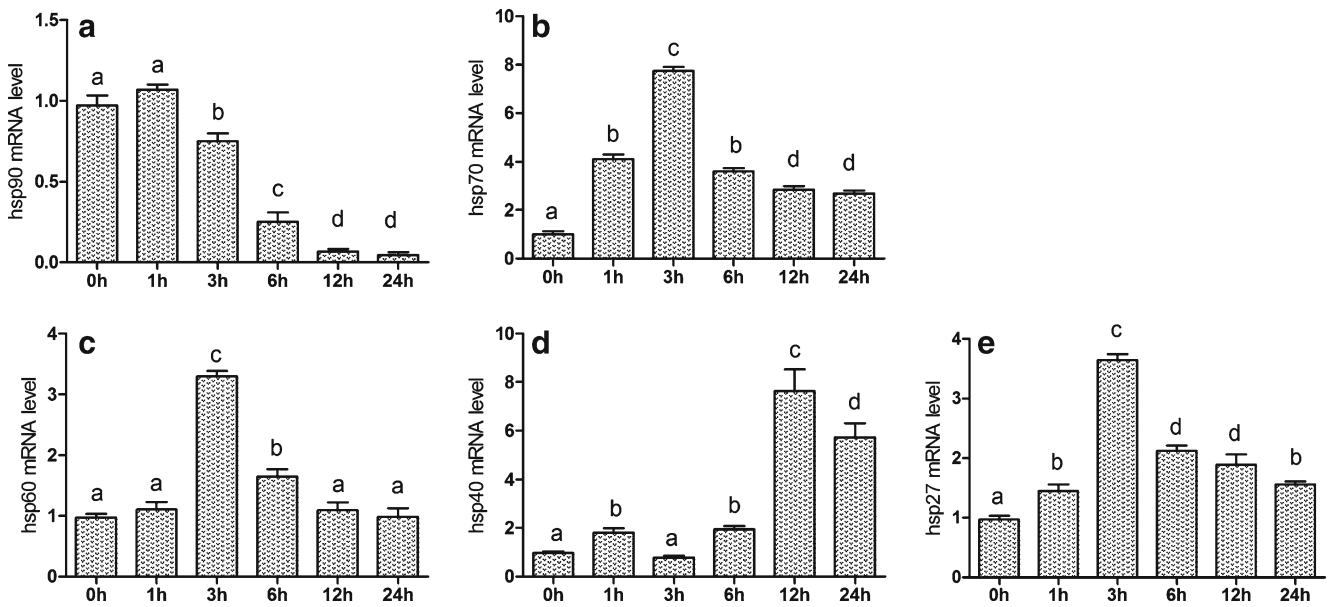 a
hsp90 mRNA level
1.5
1.0
0.5
0.0
a a b c d d
0h 1h 3h 6h 12h 24h
b
hsp70 mRNA level
10
8
6
4
2
0
a b c b d d
0h 1h 3h 6h 12h 24h
c
hsp60 mRNA level
4
3
2
1
0
a a c b a a
0h 1h 3h 6h 12h 24h
d
hsp40 mRNA level
10
8
6
4
2
0
a b a b c d
0h 1h 3h 6h 12h 24h
e
hsp27 mRNA level
4
3
2
1
0
a b c d d b
0h 1h 3h 6h 12h 24h